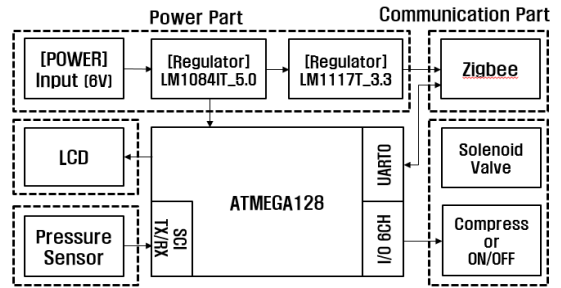 Power Part
Communication Part
[POWER]
Input (6V)
[Regulator]
LM1084IT_5.0
[Regulator]
LM1117T_3.3
Zigbee
LCD
UART0
Solenoid
Valve
ATMEGA128
Pressure
Sensor
SCI
TX/RX
I/O 6CH
Compress
or
ON/OFF